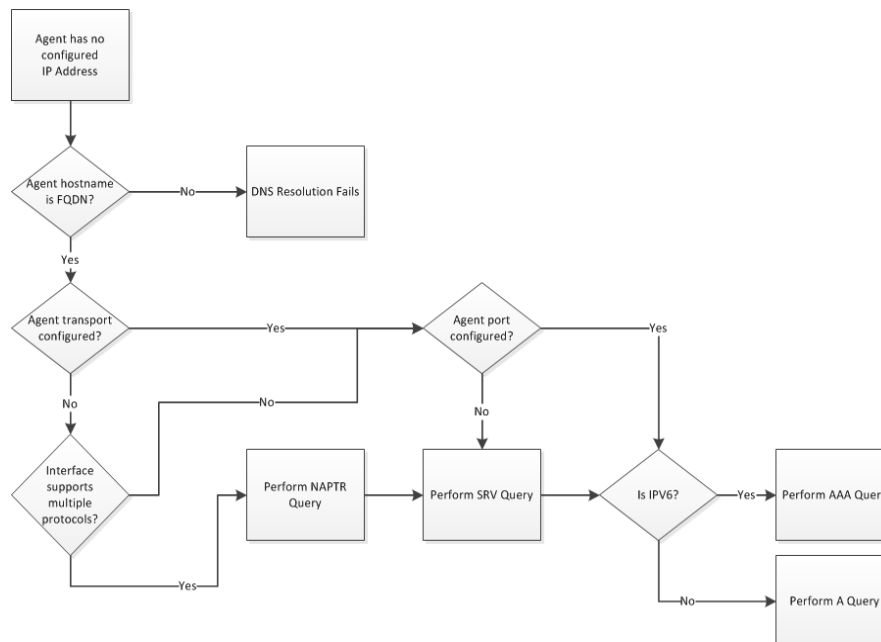 Agent has no
configured
IP Address
Agent hostname
is FQDN?
No
DNS Resolution Fails
Yes
Agent transport
configured?
Yes
Agent port
configured?
Yes
No
No
No
Interface
supports
multiple
protocols?
Perform NAPTR
Query
Perform SRV Query
Is IPV6?
Yes
Perform AAA Query
Yes
No
Perform A Query